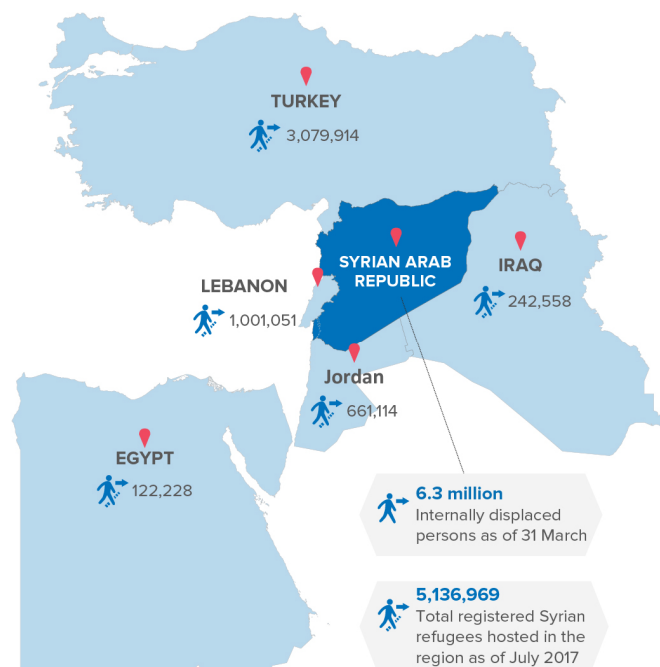 TURKEY
3,079,914
SYRIAN ARAB
REPUBLIC
IRAQ
242,558
LEBANON
1,001,051
Jordan
661,114
EGYPT
122,228
6.3 million
Internally displaced
persons as of 31 March
5,136,969
Total registered Syrian
refugees hosted in the
region as of July 2017